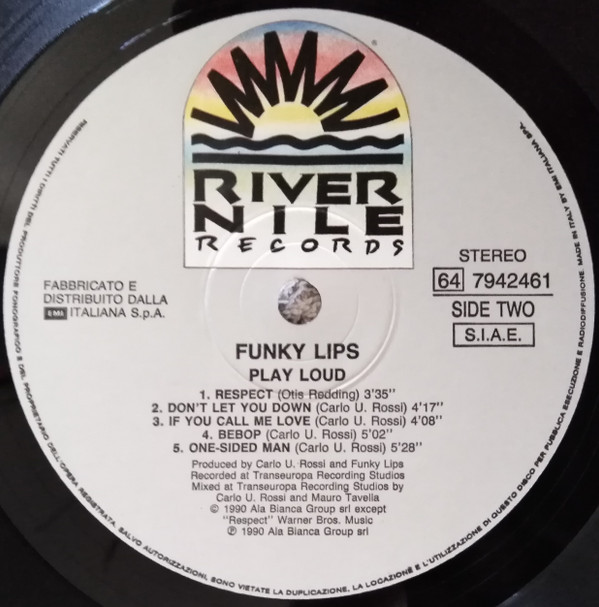 RIVER
NILE
RECORDS
®
STEREO
64 7942461
SIDE TWO
S.I.A.E.
FABBRICATO E
DISTRIBUITO DALLA
EMI ITALIANA S.p.A.
FUNKY LIPS
PLAY LOUD
1. RESPECT (Otis Redding) 3'35"
2. DON'T LET YOU DOWN (Carlo U. Rossi) 4'17"
3. IF YOU CALL ME LOVE (Carlo U. Rossi) 4'08"
4. BEBOP (Carlo U. Rossi) 5'02"
5. ONE-SIDED MAN (Carlo U. Rossi) 5'28"
Produced by Carlo U. Rossi and Funky Lips
Recorded at Transeuropa Recording Studios
Mixed at Transeuropa Recording Studios by
Carlo U. Rossi and Mauro Tavella
© 1990 Ala Bianca Group srl except
"Respect" Warner Bros. Music
℗ 1990 Ala Bianca Group srl
RISERVATI TUTTI I DIRITTI DEL PRODUTTORE FONOGRAFICO E DEL PROPRIETARIO DELL'OPERA REGISTRATA. SALVO AUTORIZZAZIONI, SONO VIETATE LA DUPLICAZIONE, LA LOCAZIONE E L'UTILIZZAZIONE DI QUESTO DISCO PER PUBBLICA ESECUZIONE E RADIODIFFUSIONE. MADE IN ITALY BY EMI ITALIANA SPA.